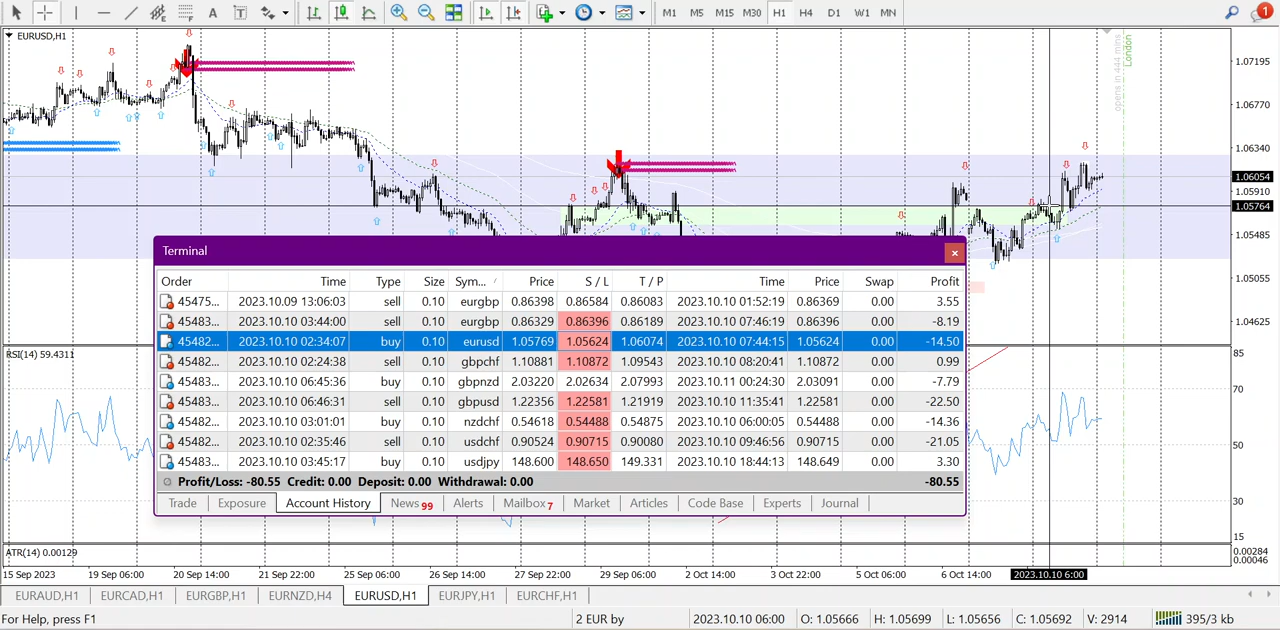 A T M1 M5 M15 M30 H1 H4 D1 W1 MN 1
EURUSD,H1
opens in 444 mins
London
1.07195
1.06770
1.06340
1.06054
1.05910
1.05764
1.05485
1.05055
1.04625
Terminal
Order Time Type Size Sym... / Price S / L T / P Time Price Swap Profit
45475... 2023.10.09 13:06:03 sell 0.10 eurgbp 0.86398 0.86584 0.86083 2023.10.10 01:52:19 0.86369 0.00 3.55
45483... 2023.10.10 03:44:00 sell 0.10 eurgbp 0.86329 0.86396 0.86189 2023.10.10 07:46:19 0.86396 0.00 -8.19
45482... 2023.10.10 02:34:07 buy 0.10 eurusd 1.05769 1.05624 1.06074 2023.10.10 07:44:15 1.05624 0.00 -14.50
45482... 2023.10.10 02:24:38 sell 0.10 gbpchf 1.10881 1.10872 1.09543 2023.10.10 08:20:41 1.10872 0.00 0.99
45483... 2023.10.10 06:45:36 buy 0.10 gbpnzd 2.03220 2.02634 2.07993 2023.10.11 00:24:30 2.03091 0.00 -7.79
45483... 2023.10.10 06:46:31 sell 0.10 gbpusd 1.22356 1.22581 1.21919 2023.10.10 11:35:41 1.22581 0.00 -22.50
45482... 2023.10.10 03:01:01 buy 0.10 nzdchf 0.54618 0.54488 0.54875 2023.10.10 06:00:05 0.54488 0.00 -14.36
45482... 2023.10.10 02:35:46 sell 0.10 usdchf 0.90524 0.90715 0.90080 2023.10.10 09:46:56 0.90715 0.00 -21.05
45483... 2023.10.10 03:45:17 buy 0.10 usdjpy 148.600 148.650 149.331 2023.10.10 18:44:13 148.649 0.00 3.30
Profit/Loss: -80.55 Credit: 0.00 Deposit: 0.00 Withdrawal: 0.00 -80.55
Trade Exposure Account History News 99 Alerts Mailbox 7 Market Articles Code Base Experts Journal
RSI(14) 59.4311
85
70
50
30
15
ATR(14) 0.00129
0.00284
0.00046
15 Sep 2023 19 Sep 06:00 20 Sep 14:00 21 Sep 22:00 25 Sep 06:00 26 Sep 14:00 27 Sep 22:00 29 Sep 06:00 2 Oct 14:00 3 Oct 22:00 5 Oct 06:00 6 Oct 14:00 2023.10.10 6:00
EURAUD,H1 EURCAD,H1 EURGBP,H1 EURNZD,H4 EURUSD,H1 EURJPY,H1 EURCHF,H1
For Help, press F1 2 EUR by 2023.10.10 06:00 O: 1.05666 H: 1.05699 L: 1.05656 C: 1.05692 V: 2914 395/3 kb